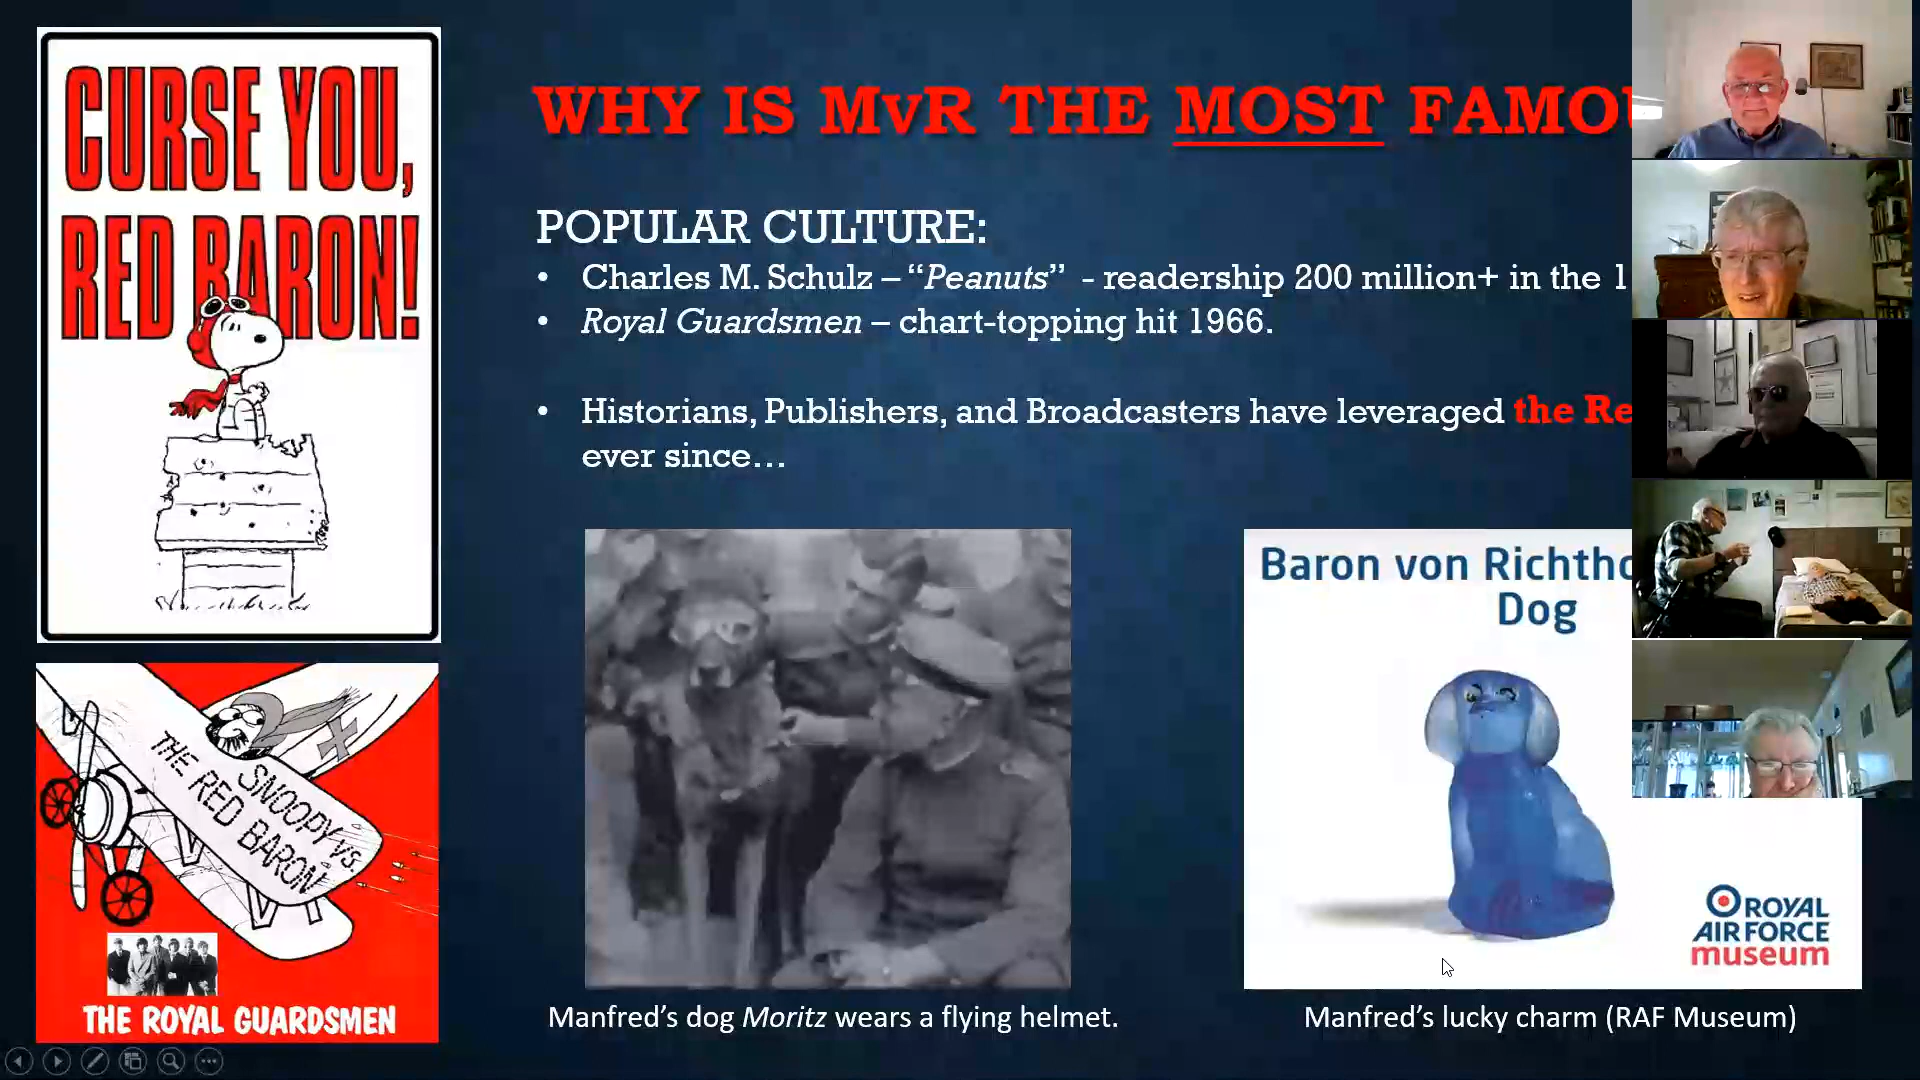 CURSE YOU,
RED BARON!
WHY IS MvR THE MOST FAMOU
POPULAR CULTURE:
• Charles M. Schulz – “Peanuts” - readership 200 million+ in the 1
• Royal Guardsmen – chart-topping hit 1966.
• Historians, Publishers, and Broadcasters have leveraged the Re
ever since…
SNOOPY VS.
THE RED BARON
THE ROYAL GUARDSMEN
Manfred’s dog Moritz wears a flying helmet.
Baron von Richtho
Dog
ROYAL
AIR FORCE
museum
Manfred’s lucky charm (RAF Museum)